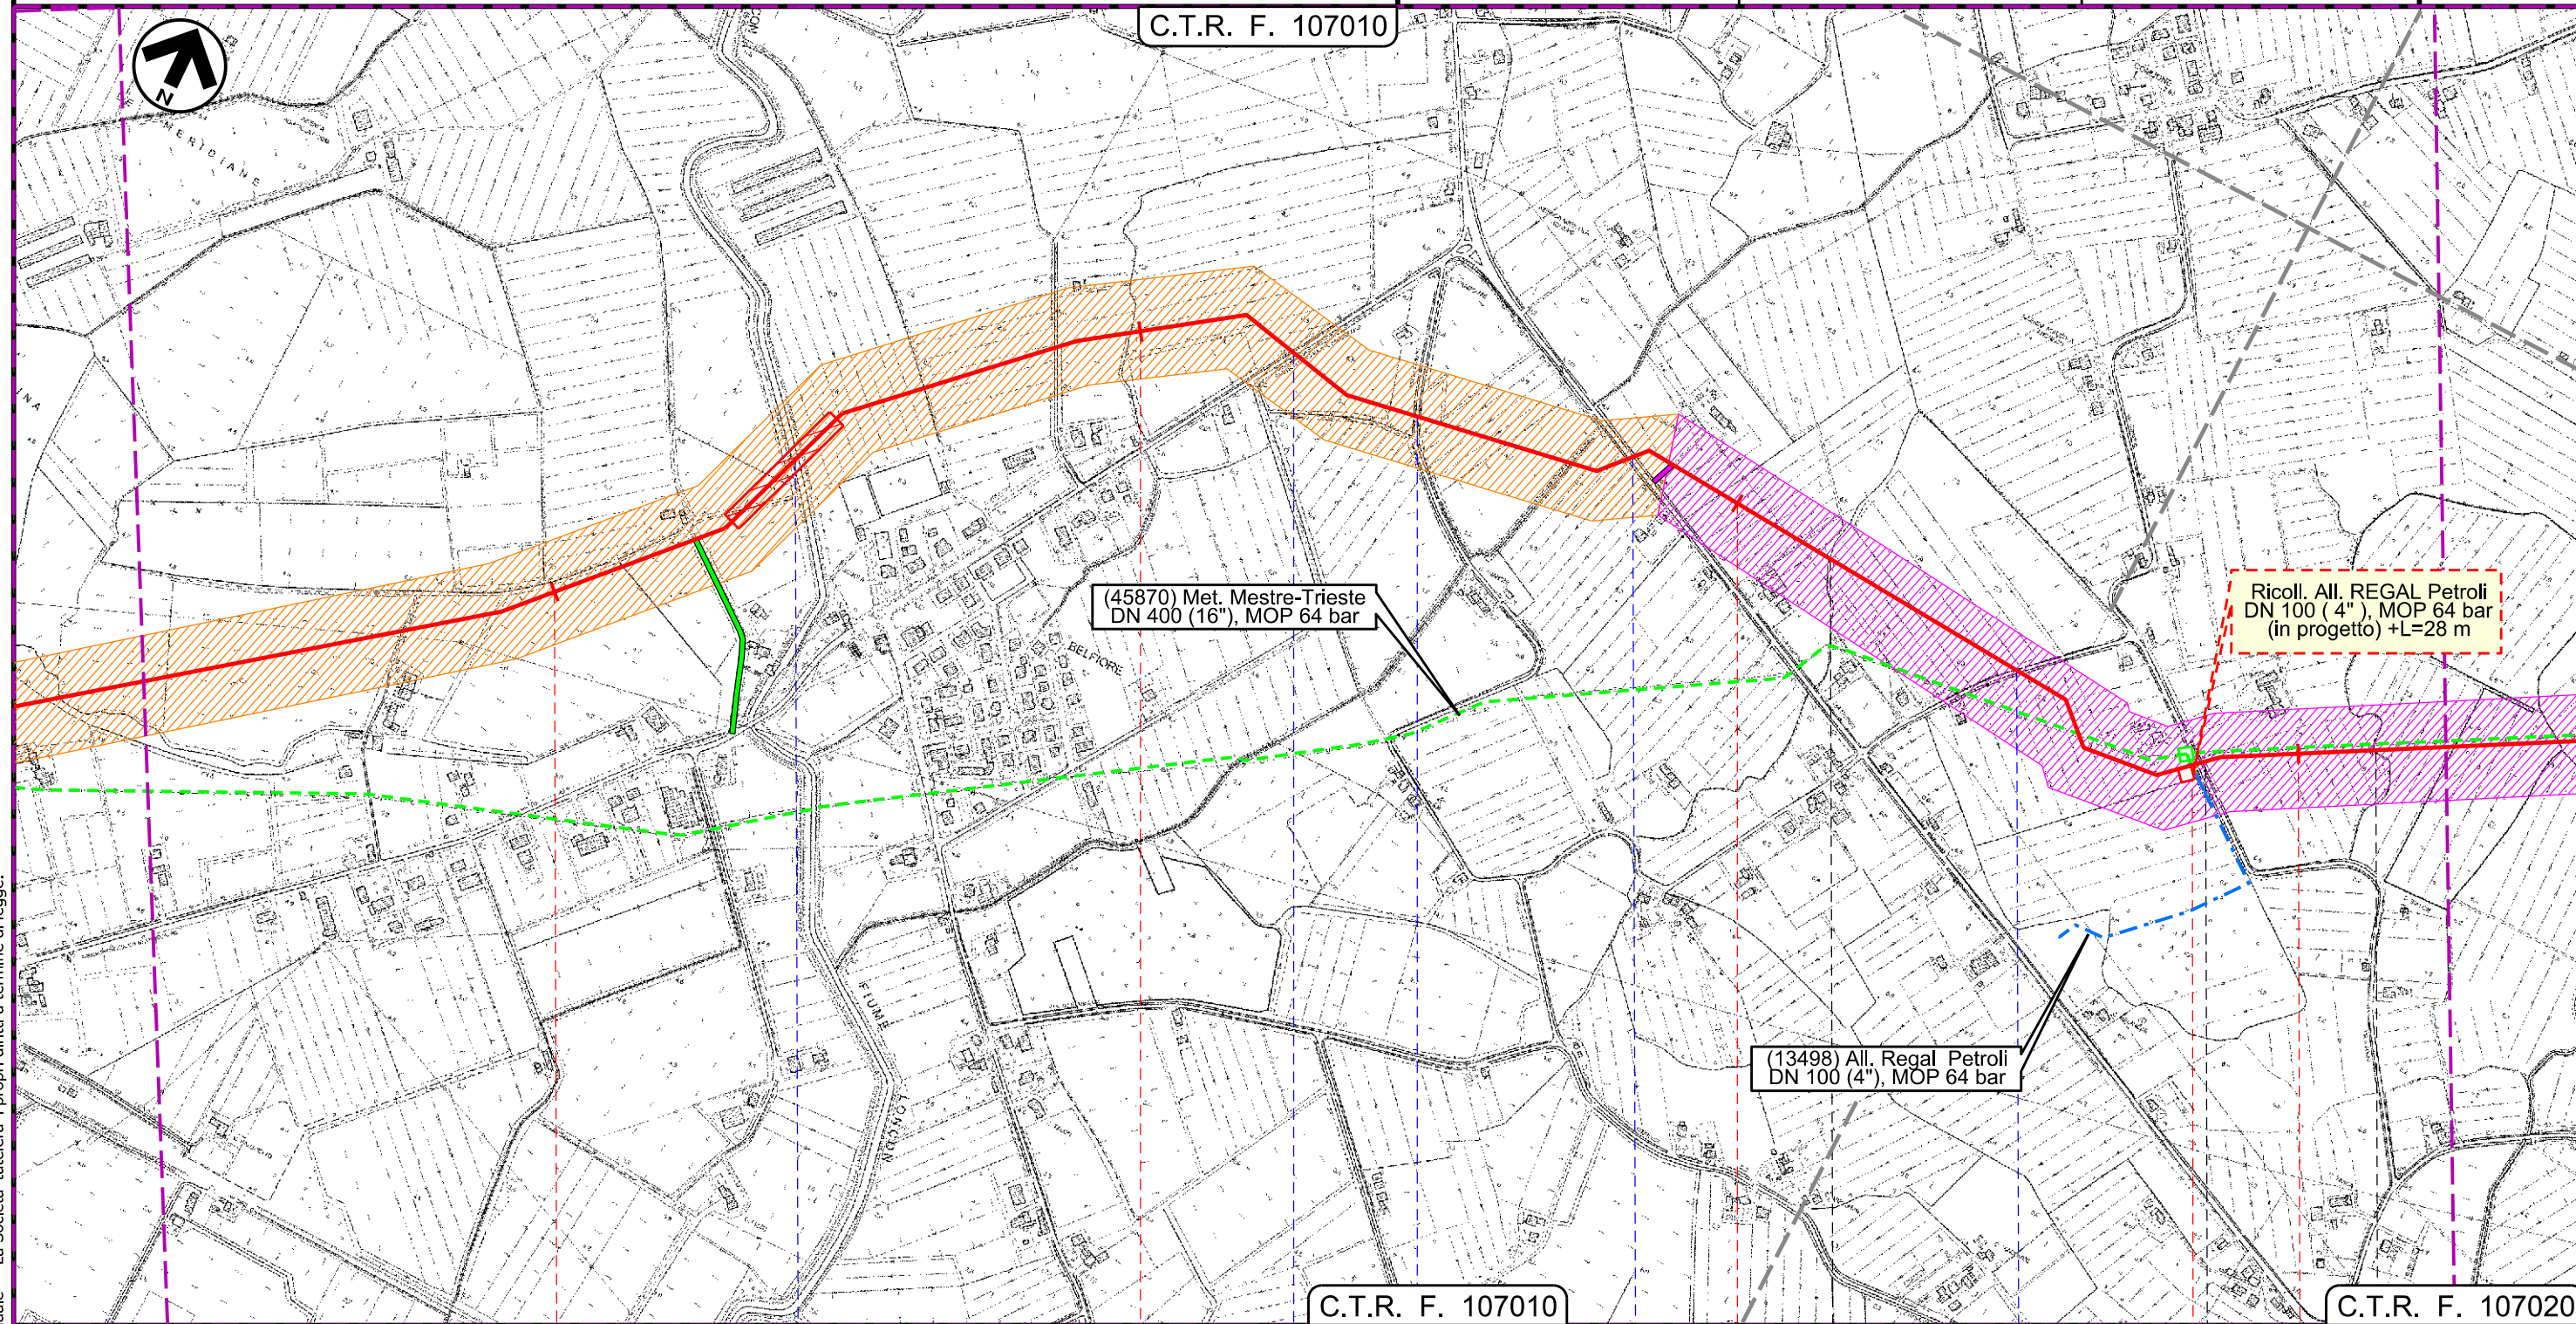 C.T.R. F. 107010
N
MERIDIANE
(45870) Met. Mestre-Trieste
DN 400 (16"), MOP 64 bar
BELFIORE
Ricoll. All. REGAL Petroli
DN 100 ( 4" ), MOP 64 bar
(in progetto) +L=28 m
FIUME
LONCON
(13498) All. Regal Petroli
DN 100 (4"), MOP 64 bar
C.T.R. F. 107010
C.T.R. F. 107020